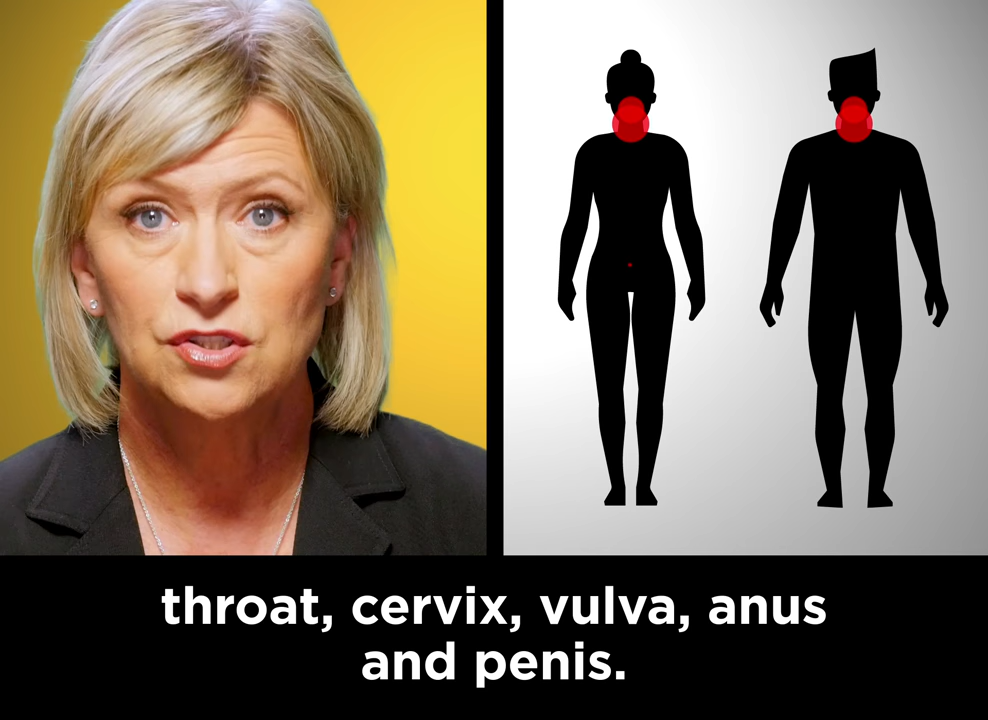 throat, cervix, vulva, anus
and penis.